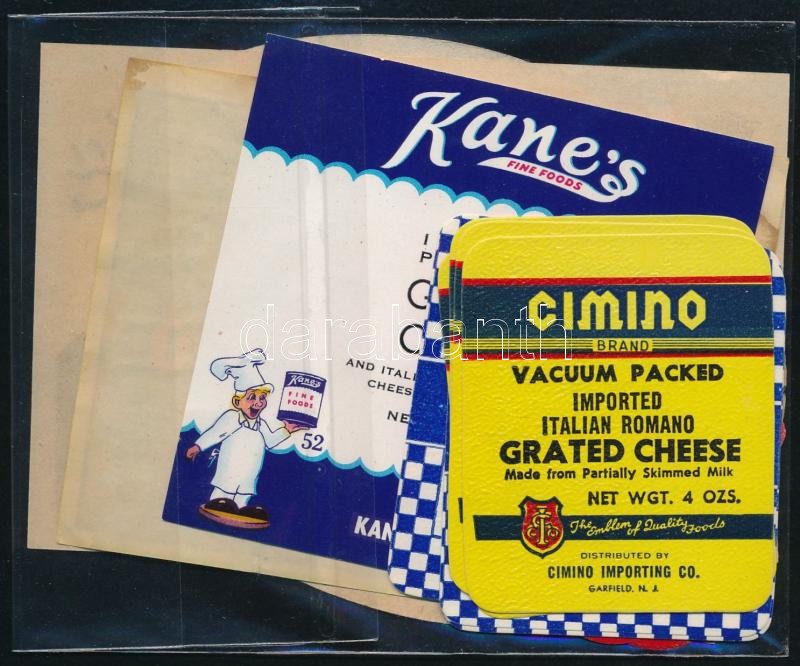 Kane's
FINE FOODS
I
P
G
C
AND ITALI
CHEES
NE
Kane's
FINE
FOODS
52
KAN
CIMINO
BRAND
VACUUM PACKED
IMPORTED
ITALIAN ROMANO
GRATED CHEESE
Made from Partially Skimmed Milk
NET WGT. 4 OZS.
The Emblem of Quality Foods
DISTRIBUTED BY
CIMINO IMPORTING CO.
GARFIELD, N. J.
darabanth